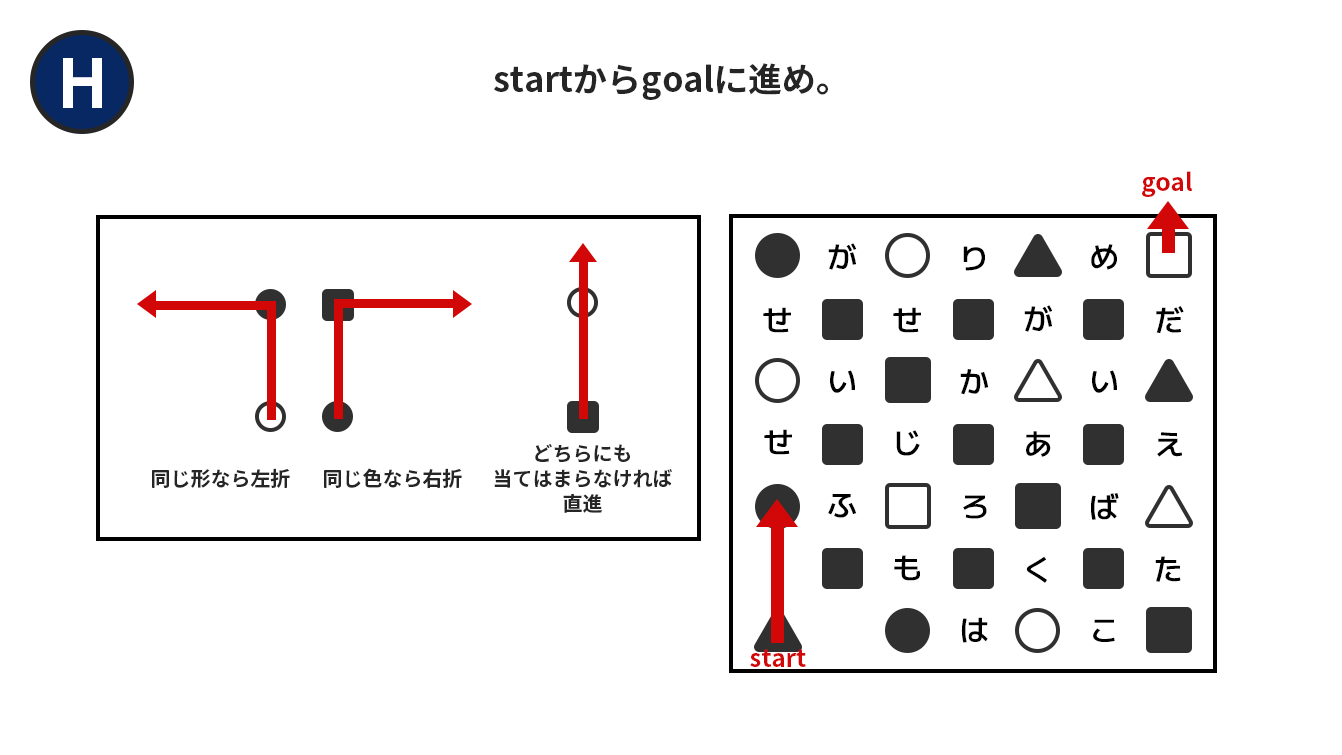 H
startからgoalに進め。
同じ形なら左折
同じ色なら右折
どちらにも
当てはまらなければ
直進
goal
がりめ
せせがだ
いかい
せじあえ
ふろば
もくた
はこ
start